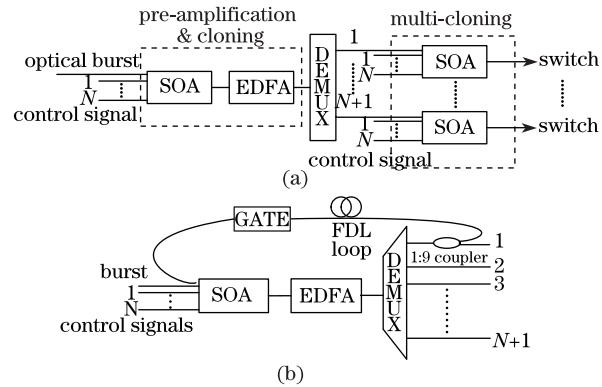 pre-amplification
& cloning
multi-cloning
optical burst
1
N
control signal
SOA
EDFA
DEMUX
1
N+1
1
N
SOA
switch
1
N
SOA
switch
control signal
(a)
GATE
FDL
loop
burst
1
N
control signals
SOA
EDFA
DEMUX
1:9 coupler
1
2
3
N+1
(b)